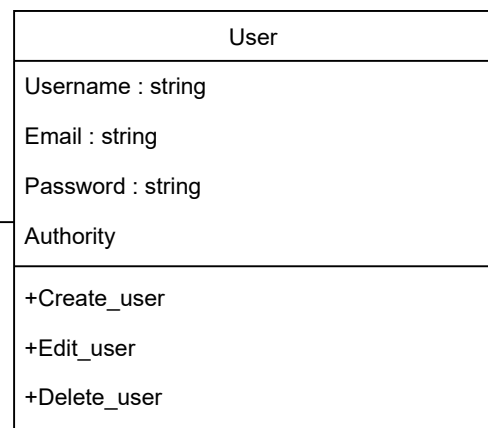 User
Username : string
Email : string
Password : string
Authority
+Create_user
+Edit_user
+Delete_user